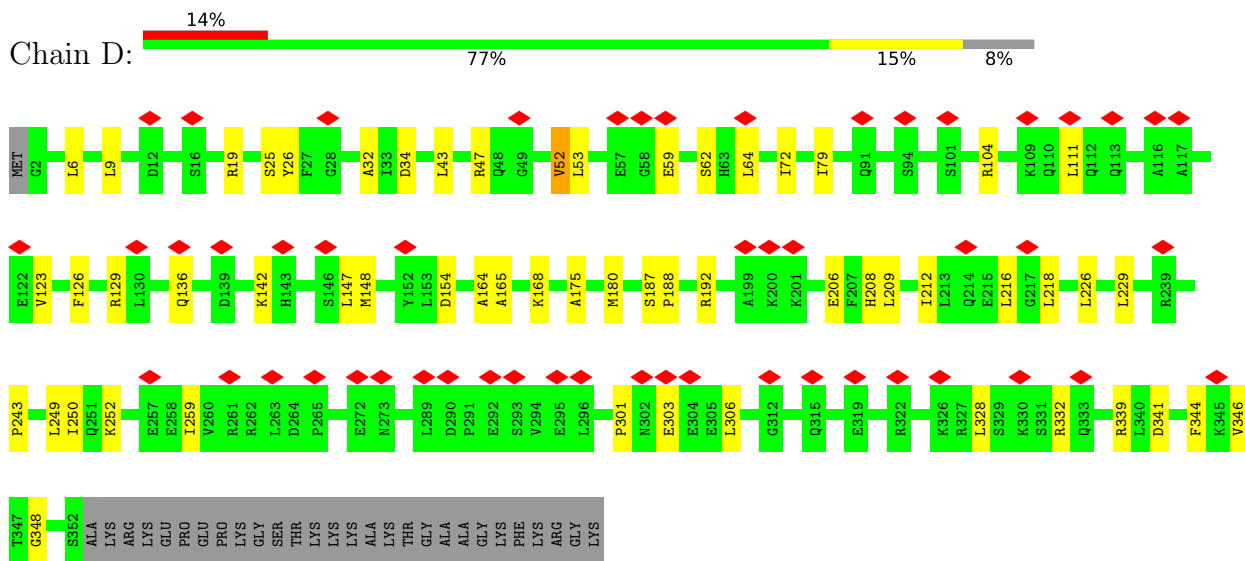 14%
Chain D:
77% 15% 8%
MET G2 L6 L9 D12 S16 R19 S25 Y26 F27 G28 A32 I33 D34 L43 R47 Q48 G49 V52 L53 E57 G58 E59 S62 H63 L64 I72 I79 Q91 S94 S101 R104 K109 Q110 L111 Q112 Q113 A116 A117
E122 V123 F126 R129 L130 Q136 D139 K142 H143 S146 L147 M148 Y152 L153 D154 A164 A165 K168 A175 M180 S187 P188 R192 A199 K200 K201 E206 F207 H208 L209 I212 L213 Q214 E215 L216 G217 L218 L226 L229 R239
P243 L249 I250 Q251 K252 E257 E258 I259 V260 R261 R262 L263 D264 P265 E272 N273 L289 D290 P291 E292 S293 V294 E295 L296 P301 N302 E303 E304 E305 L306 G312 Q315 E319 R322 K326 R327 L328 S329 K330 S331 R332 Q333 R339 L340 D341 F344 K345 V346
T347 G348 S352 ALA LYS ARG LYS GLU PRO GLU PRO LYS GLY SER THR LYS LYS LYS ALA LYS THR GLY ALA ALA GLY LYS PHE LYS ARG GLY LYS